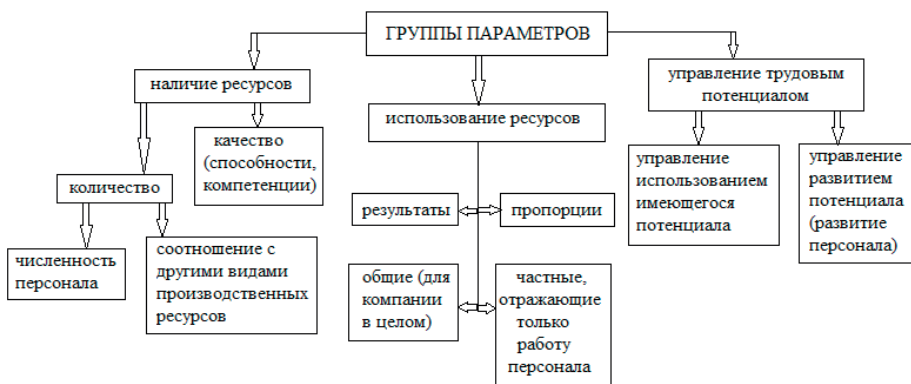 ГРУППЫ ПАРАМЕТРОВ
наличие ресурсов
использование ресурсов
управление трудовым
потенциалом
качество
(способности,
компетенции)
количество
численность
персонала
соотношение с
другими видами
производственных
ресурсов
результаты
пропорции
общие (для
компании
в целом)
частные,
отражающие
только
работу
персонала
управление
использованием
имеющегося
потенциала
управление
развитием
потенциала
(развитие
персонала)